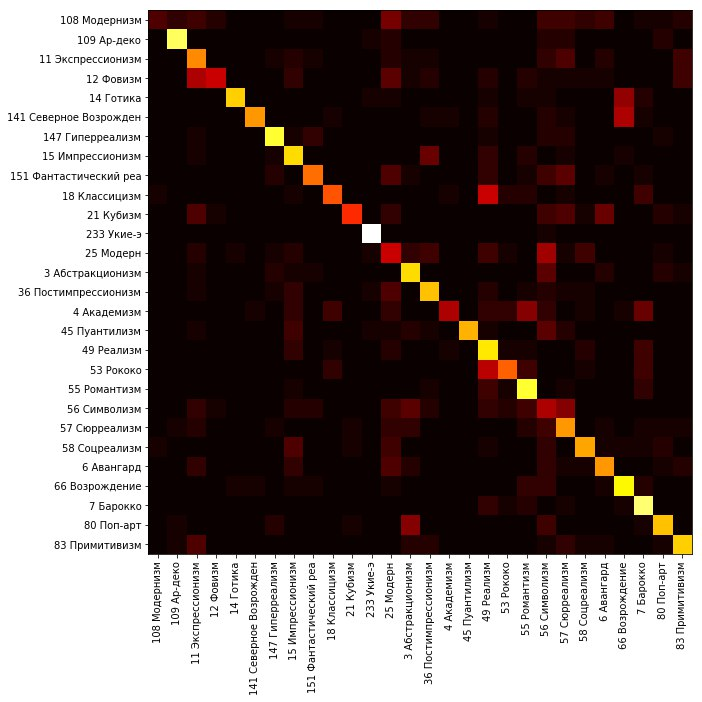 108 Модернизм
109 Ар-деко
11 Экспрессионизм
12 Фовизм
14 Готика
141 Северное Возрожден
147 Гиперреализм
15 Импрессионизм
151 Фантастический реа
18 Классицизм
21 Кубизм
233 Укие-э
25 Модерн
3 Абстракционизм
36 Постимпрессионизм
4 Академизм
45 Пуантилизм
49 Реализм
53 Рококо
55 Романтизм
56 Символизм
57 Сюрреализм
58 Соцреализм
6 Авангард
66 Возрождение
7 Барокко
80 Поп-арт
83 Примитивизм
108 Модернизм
109 Ар-деко
11 Экспрессионизм
12 Фовизм
14 Готика
141 Северное Возрожден
147 Гиперреализм
15 Импрессионизм
151 Фантастический реа
18 Классицизм
21 Кубизм
233 Укие-э
25 Модерн
3 Абстракционизм
36 Постимпрессионизм
4 Академизм
45 Пуантилизм
49 Реализм
53 Рококо
55 Романтизм
56 Символизм
57 Сюрреализм
58 Соцреализм
6 Авангард
66 Возрождение
7 Барокко
80 Поп-арт
83 Примитивизм